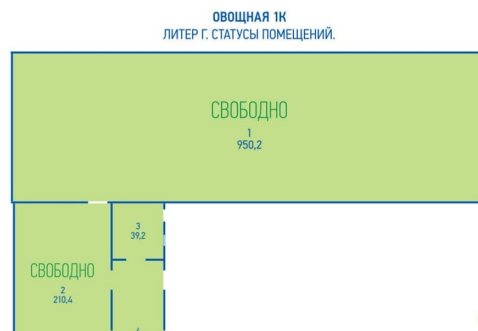 ОВОЩНАЯ 1К
ЛИТЕР Г. СТАТУСЫ ПОМЕЩЕНИЙ.
СВОБОДНО
1
950,2
3
39,2
СВОБОДНО
2
210,4